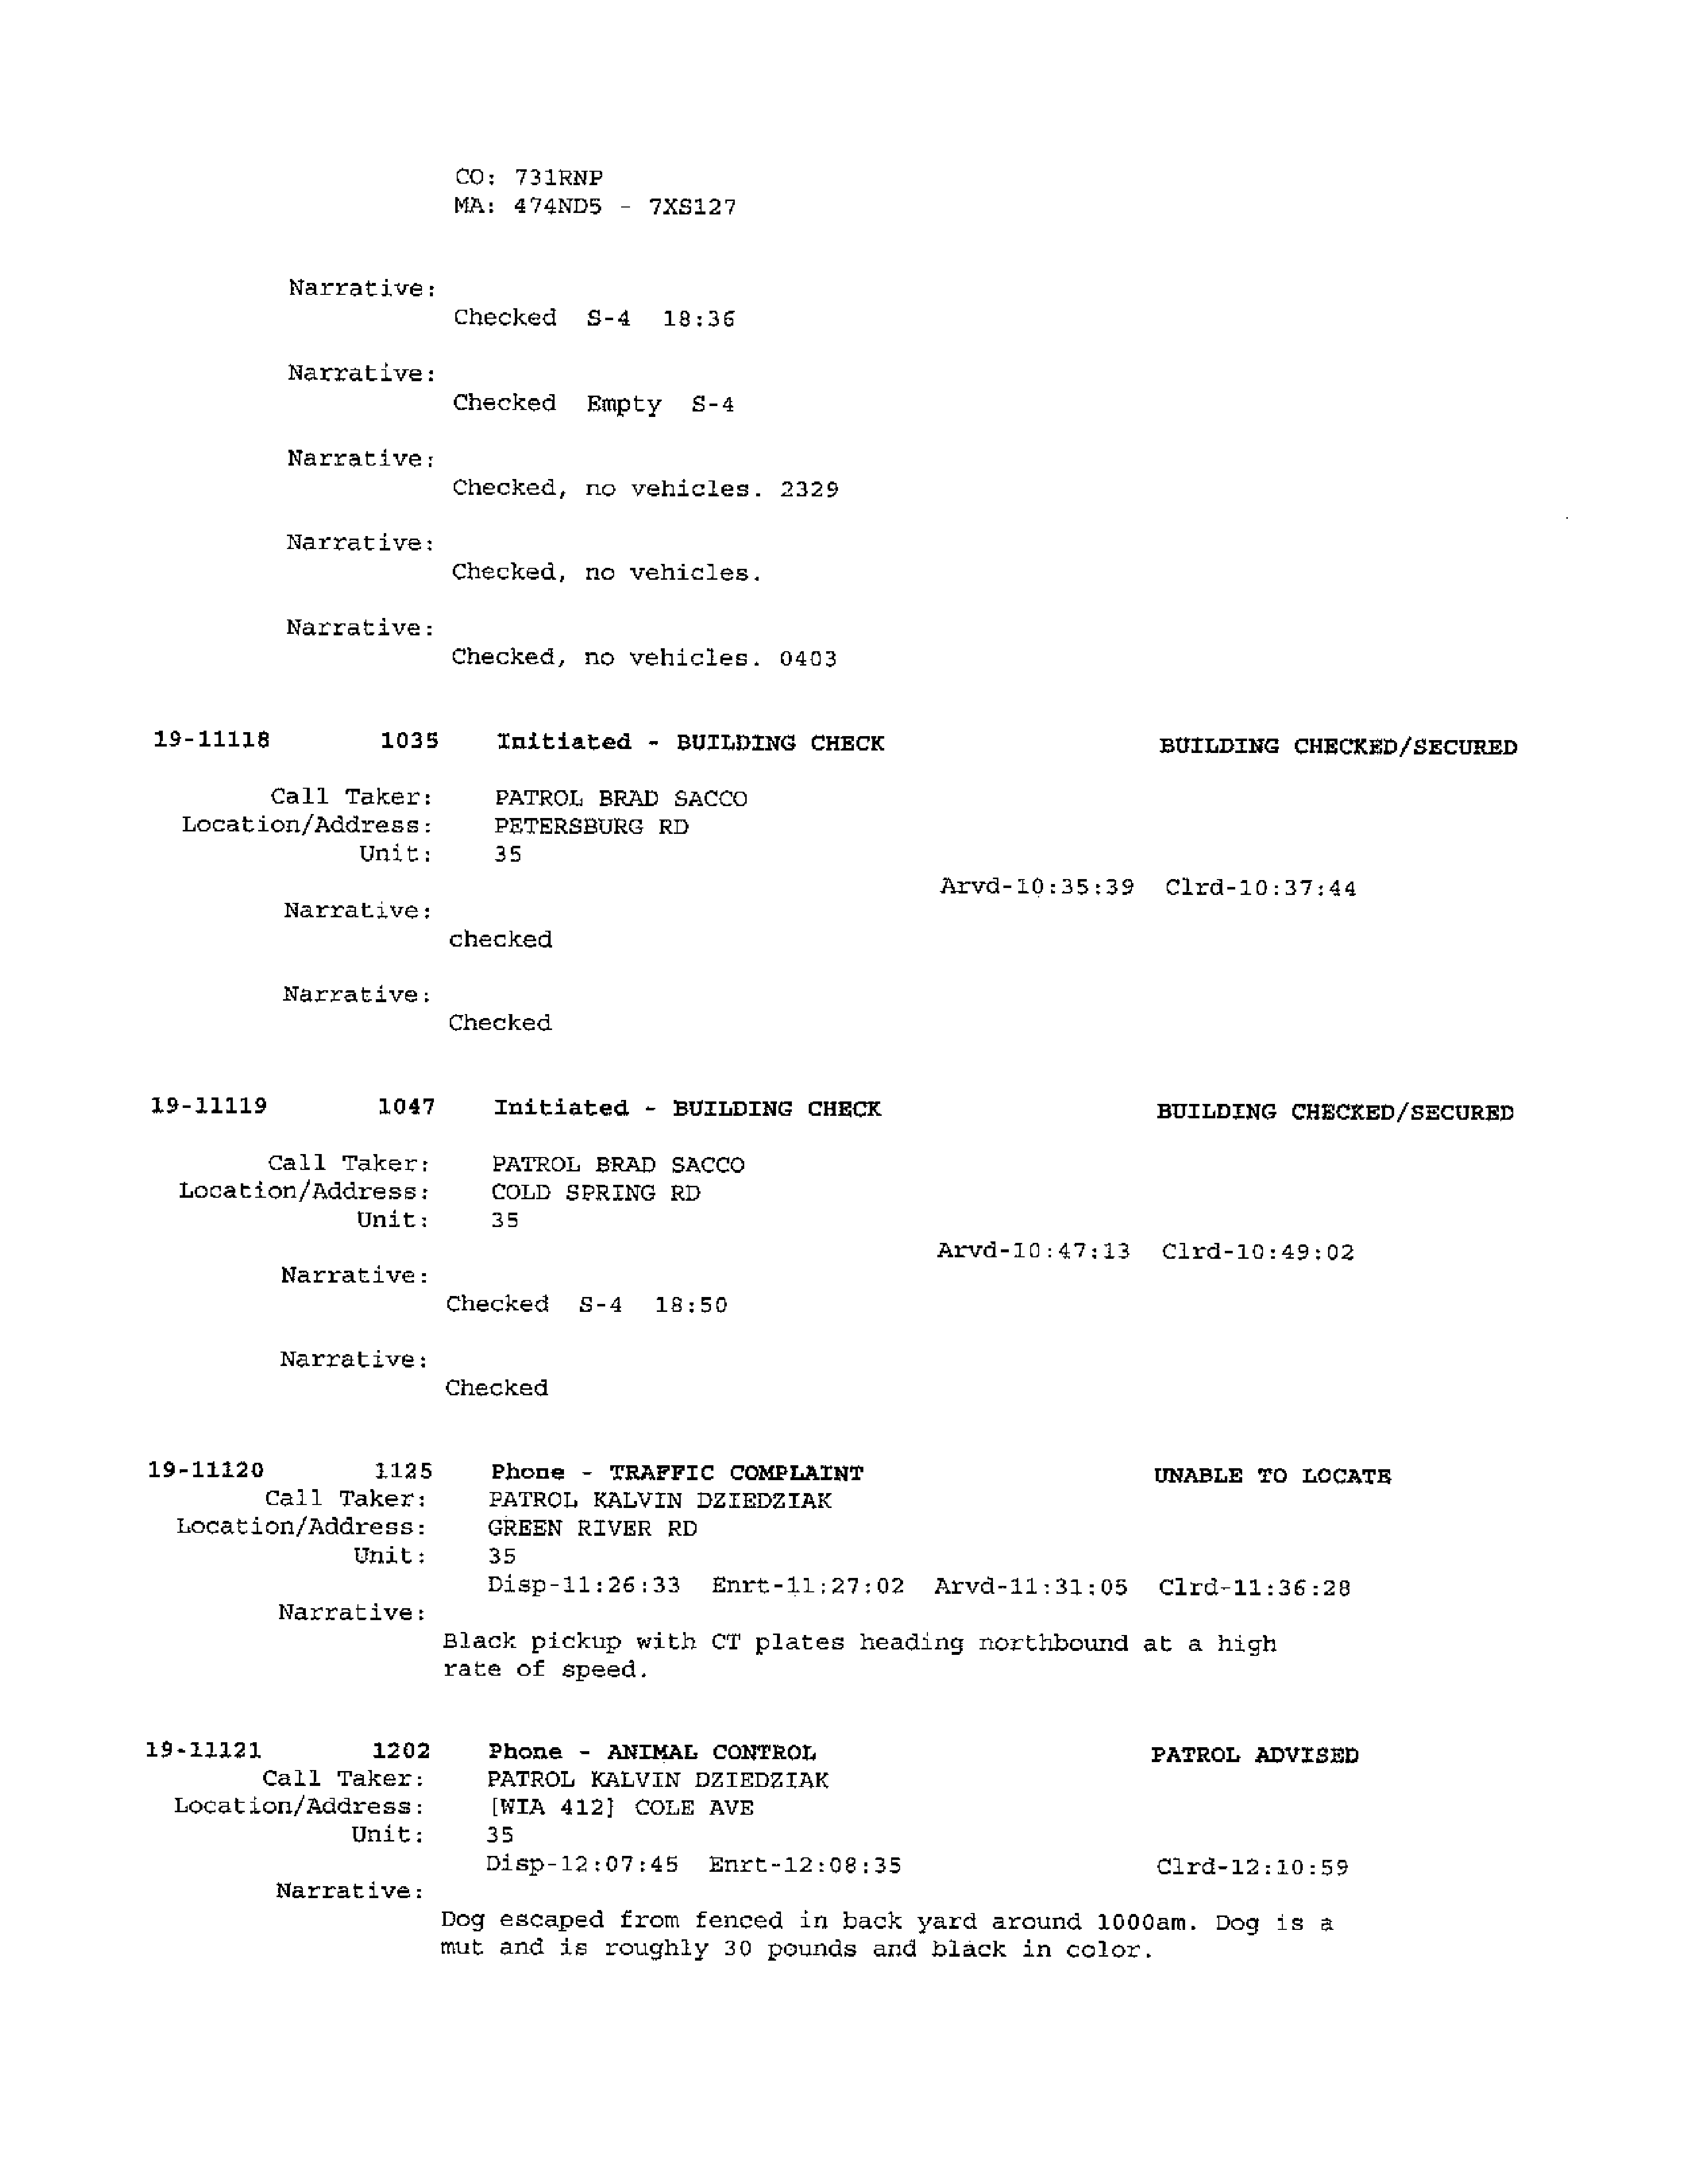 CO: 731RNP
MA: 474ND5 - 7XS127
Narrative:
Checked S-4 18:36
Narrative:
Checked Empty S-4
Narrative:
Checked, no vehicles. 2329
Narrative:
Checked, no vehicles.
Narrative:
Checked, no vehicles. 0403
19-11118 1035 Initiated - BUILDING CHECK BUILDING CHECKED/SECURED
Call Taker: PATROL BRAD SACCO
Location/Address: PETERSBURG RD
Unit: 35
Arvd-10:35:39 Clrd-10:37:44
Narrative:
checked
Narrative:
Checked
19-11119 1047 Initiated - BUILDING CHECK BUILDING CHECKED/SECURED
Call Taker: PATROL BRAD SACCO
Location/Address: COLD SPRING RD
Unit: 35
Arvd-10:47:13 Clrd-10:49:02
Narrative:
Checked S-4 18:50
Narrative:
Checked
19-11120 1125 Phone - TRAFFIC COMPLAINT UNABLE TO LOCATE
Call Taker: PATROL KALVIN DZIEDZIAK
Location/Address: GREEN RIVER RD
Unit: 35
Disp-11:26:33 Enrt-11:27:02 Arvd-11:31:05 Clrd-11:36:28
Narrative:
Black pickup with CT plates heading northbound at a high
rate of speed.
19-11121 1202 Phone - ANIMAL CONTROL PATROL ADVISED
Call Taker: PATROL KALVIN DZIEDZIAK
Location/Address: [WIA 412] COLE AVE
Unit: 35
Disp-12:07:45 Enrt-12:08:35 Clrd-12:10:59
Narrative:
Dog escaped from fenced in back yard around 1000am. Dog is a
mut and is roughly 30 pounds and black in color.